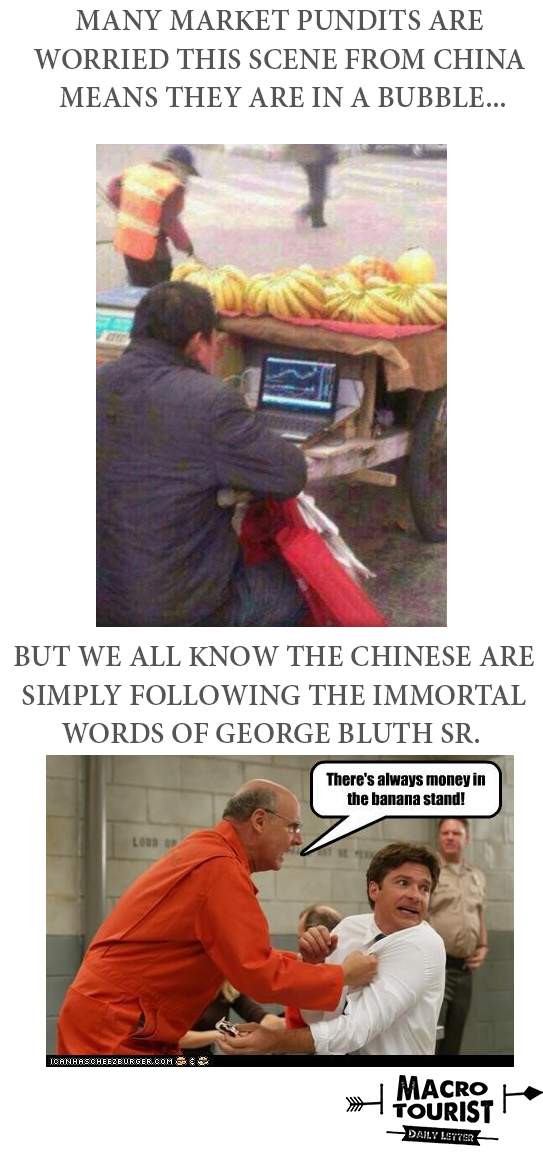 MANY MARKET PUNDITS ARE
WORRIED THIS SCENE FROM CHINA
MEANS THEY ARE IN A BUBBLE...
BUT WE ALL KNOW THE CHINESE ARE
SIMPLY FOLLOWING THE IMMORTAL
WORDS OF GEORGE BLUTH SR.
There's always money in
the banana stand!
ICANHASCHEEZBURGER.COM
MACRO
TOURIST
DAILY LETTER